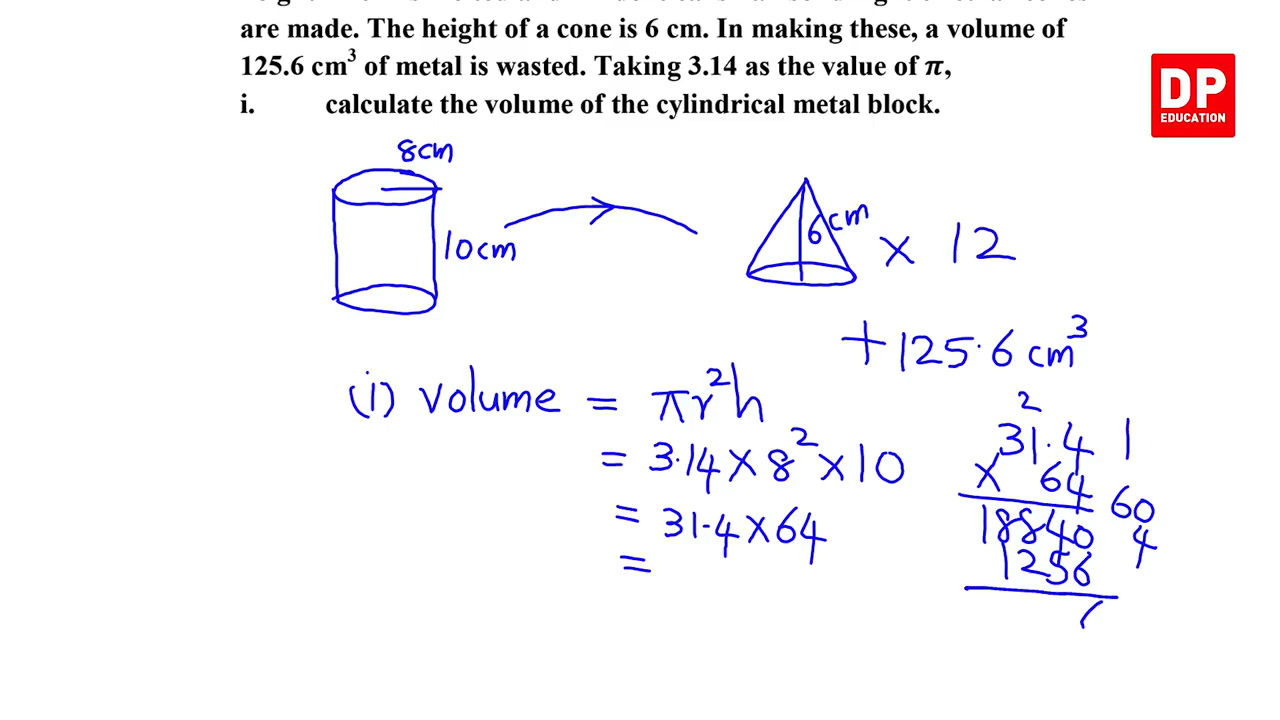 are made. The height of a cone is 6 cm. In making these, a volume of
125.6 cm³ of metal is wasted. Taking 3.14 as the value of π,
i. calculate the volume of the cylindrical metal block.
DP
EDUCATION
8cm
10cm
6cm
× 12
+125.6 cm³
(i) volume = πr²h
= 3.14 × 8² × 10
= 31.4 × 64
=
2
31.4 1
× 64
60
18840 4
1256